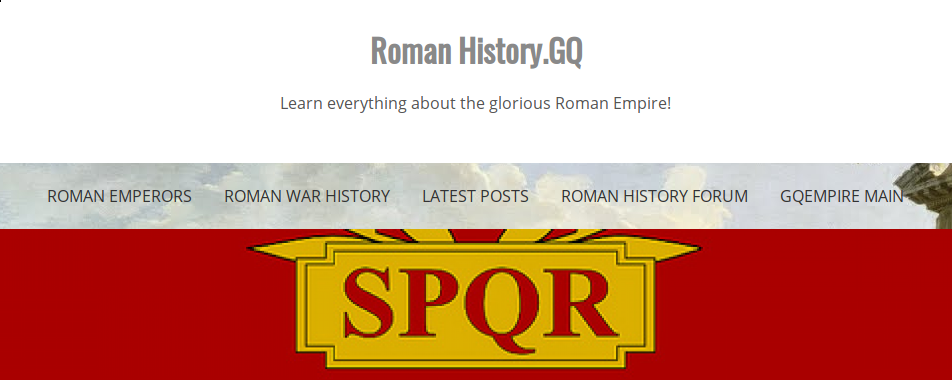 Roman History.GQ
Learn everything about the glorious Roman Empire!
ROMAN EMPERORS ROMAN WAR HISTORY LATEST POSTS ROMAN HISTORY FORUM GQEMPIRE MAIN
SPQR